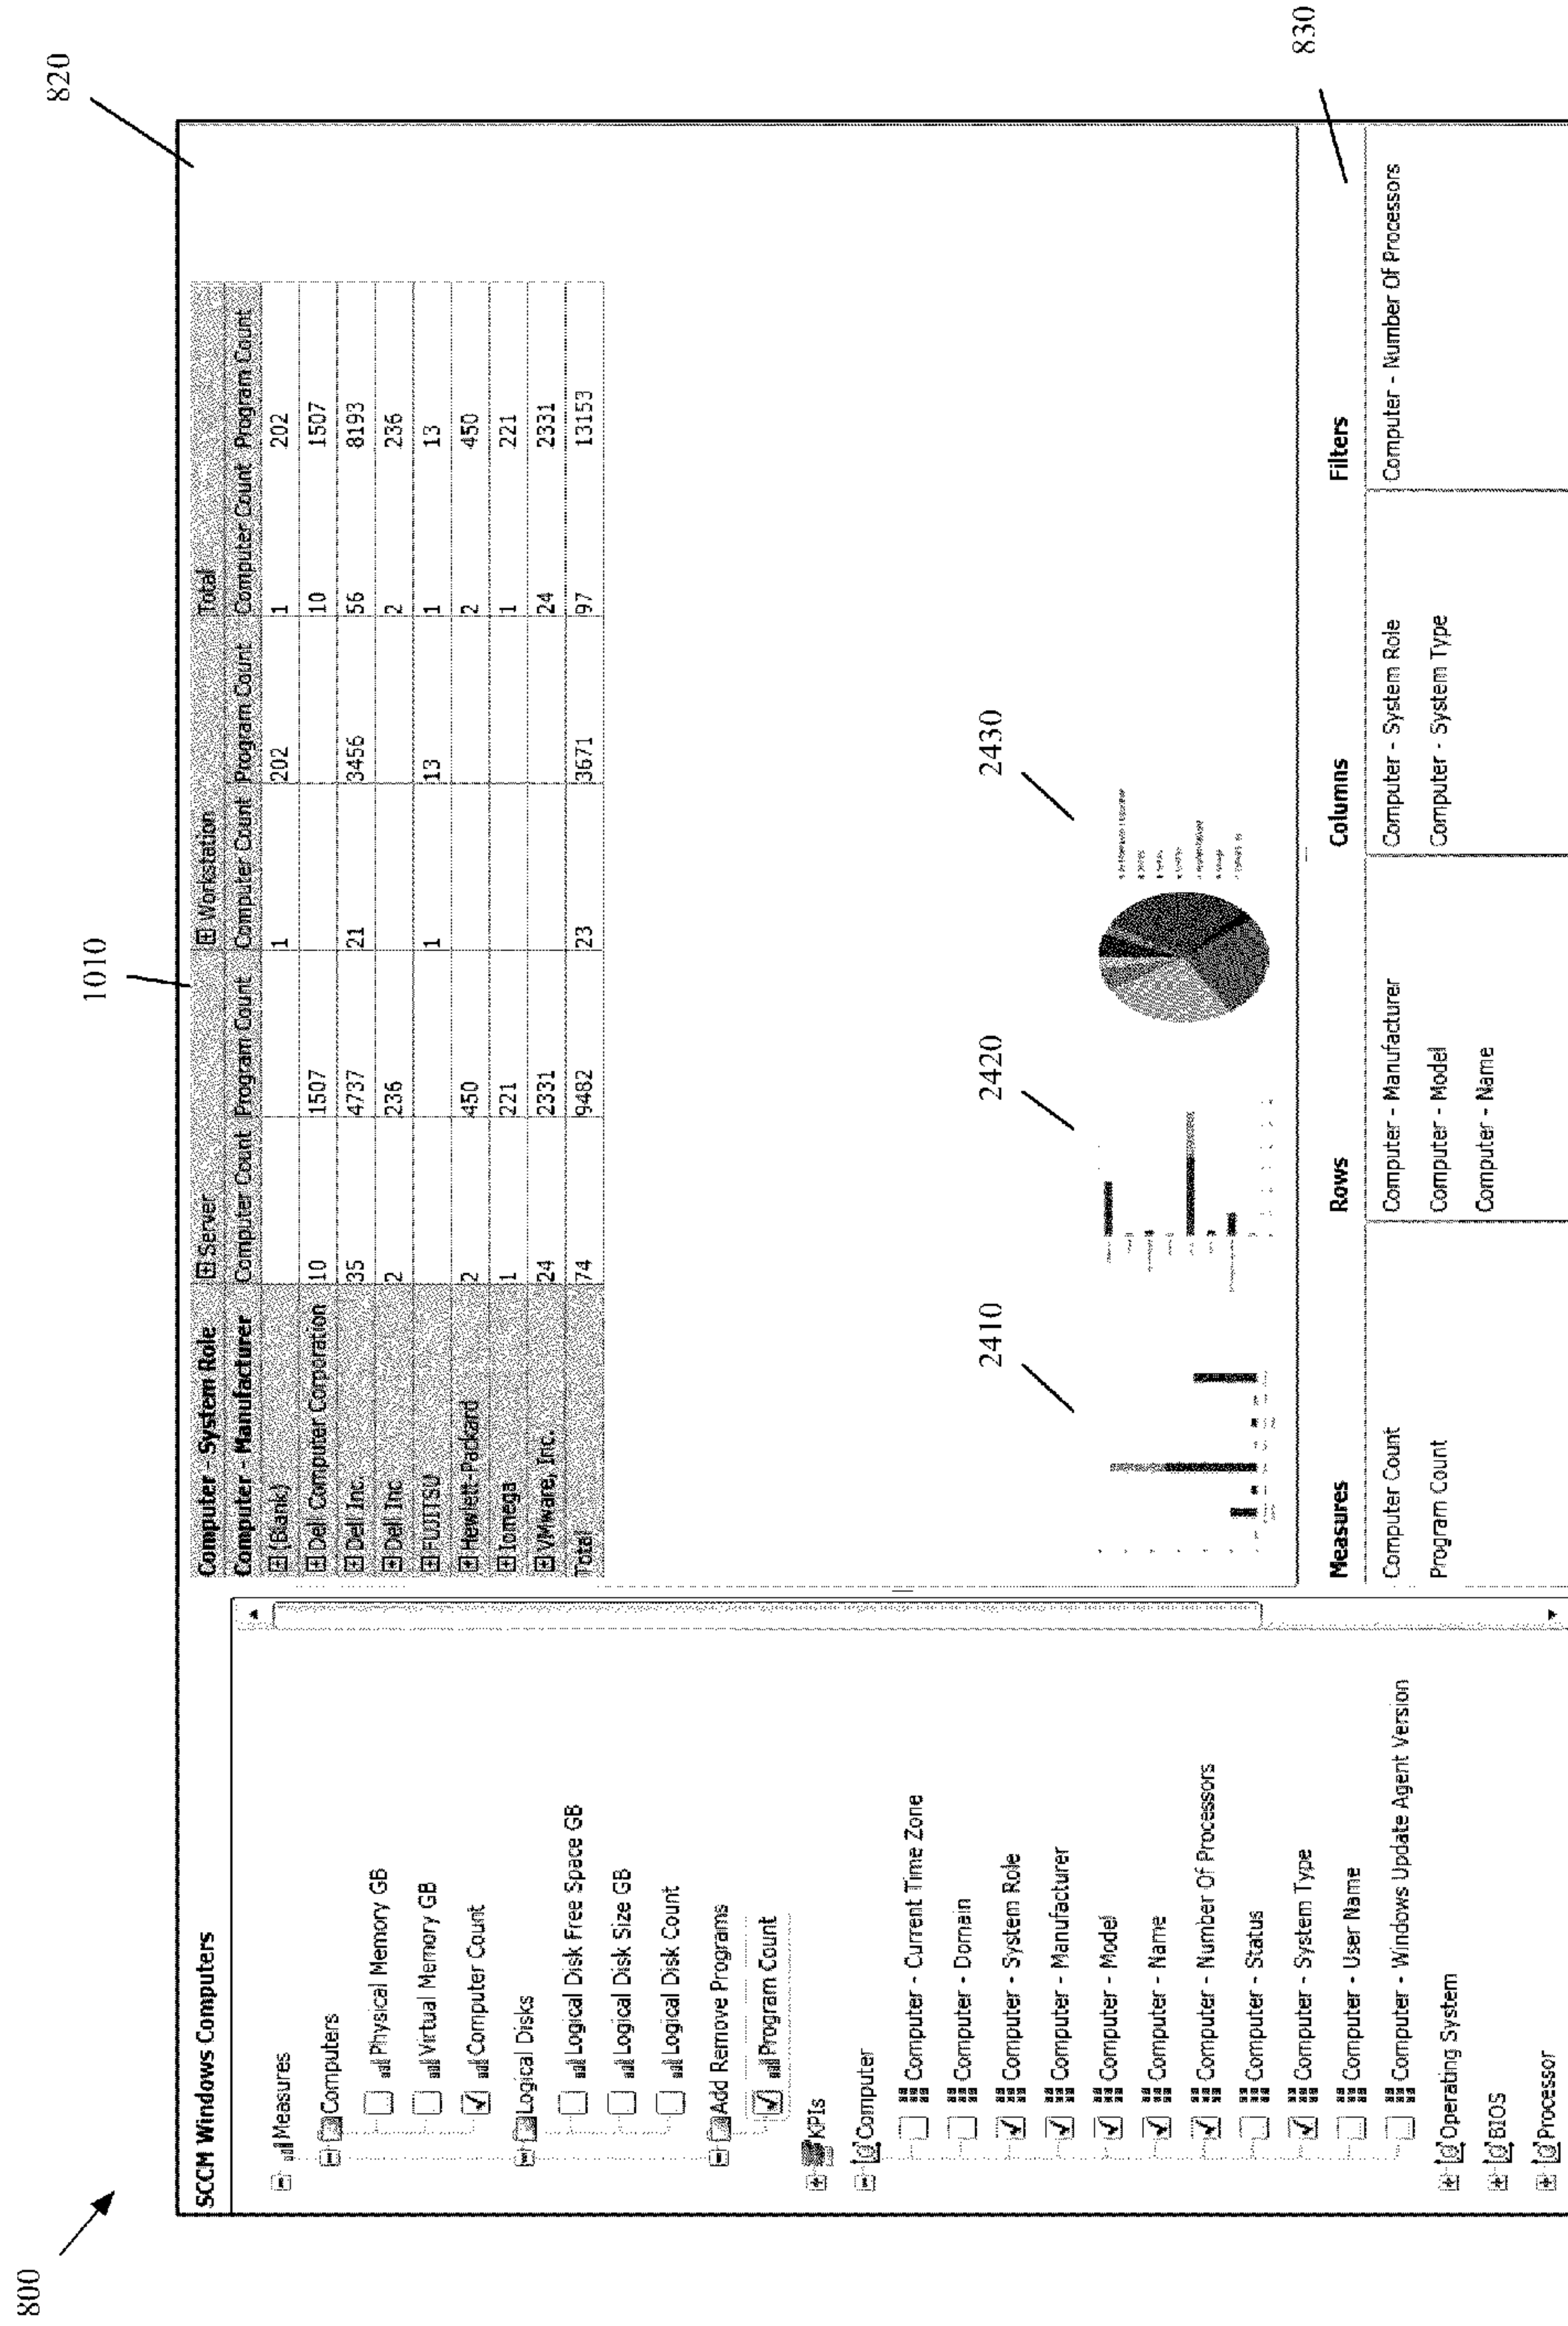 800
820
830
1010
SCCM Windows Computers
Measures
Computers
Physical Memory GB
Virtual Memory GB
Computer Count
Logical Disks
Logical Disk Free Space GB
Logical Disk Size GB
Logical Disk Count
Add Remove Programs
Program Count
KPIs
Computer
Computer - Current Time Zone
Computer - Domain
Computer - System Role
Computer - Manufacturer
Computer - Model
Computer - Name
Computer - Number Of Processors
Computer - Status
Computer - System Type
Computer - User Name
Computer - Windows Update Agent Version
Operating System
BIOS
Processor
Computer - System Role Server Workstation Total
Computer - Manufacturer Computer Count Program Count Computer Count Program Count Computer Count Program Count
(Blank) 1 202 1 202
Dell Computer Corporation 10 1507 10 1507
Dell Inc. 35 4737 21 3456 56 8193
Dell Inc 2 236 2 236
FUJITSU 1 13 1 13
Hewlett-Packard 2 450 2 450
Iomega 1 221 1 221
VMware, Inc. 24 2331 24 2331
Total 74 9482 23 3671 97 13153
2410
2420
2430
Measures
Computer Count
Program Count
Rows
Computer - Manufacturer
Computer - Model
Computer - Name
Columns
Computer - System Role
Computer - System Type
Filters
Computer - Number Of Processors